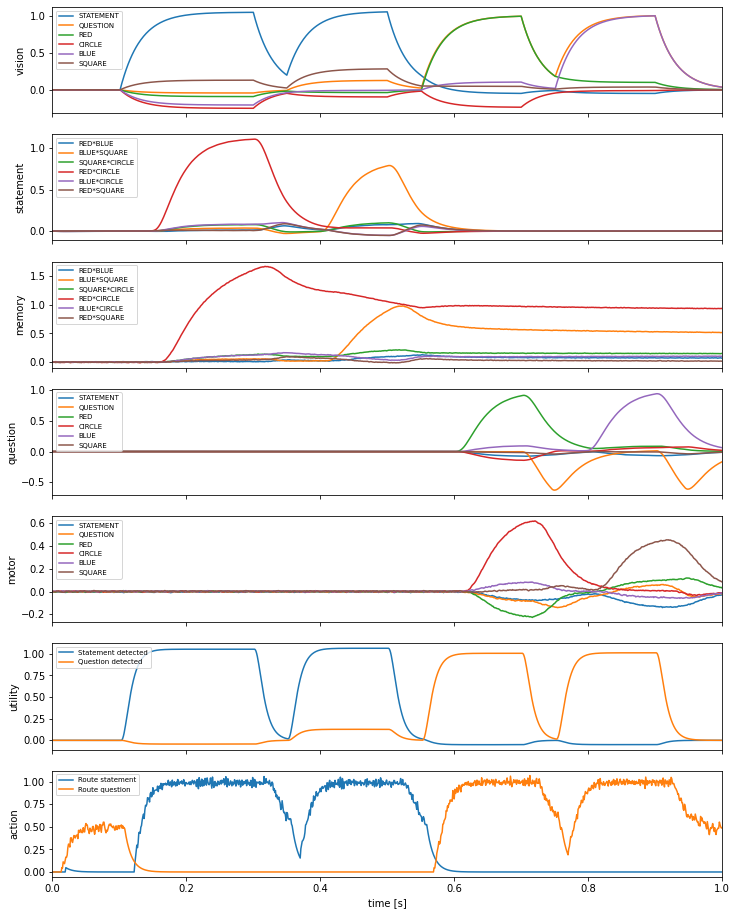 1.0
0.5
0.0
vision
STATEMENT
QUESTION
RED
CIRCLE
BLUE
SQUARE
1.0
0.5
0.0
statement
RED*BLUE
BLUE*SQUARE
SQUARE*CIRCLE
RED*CIRCLE
BLUE*CIRCLE
RED*SQUARE
1.5
1.0
0.5
0.0
memory
RED*BLUE
BLUE*SQUARE
SQUARE*CIRCLE
RED*CIRCLE
BLUE*CIRCLE
RED*SQUARE
1.0
0.5
0.0
−0.5
question
STATEMENT
QUESTION
RED
CIRCLE
BLUE
SQUARE
0.6
0.4
0.2
0.0
−0.2
motor
STATEMENT
QUESTION
RED
CIRCLE
BLUE
SQUARE
1.00
0.75
0.50
0.25
0.00
utility
Statement detected
Question detected
1.00
0.75
0.50
0.25
0.00
action
Route statement
Route question
0.0 0.2 0.4 0.6 0.8 1.0
time [s]